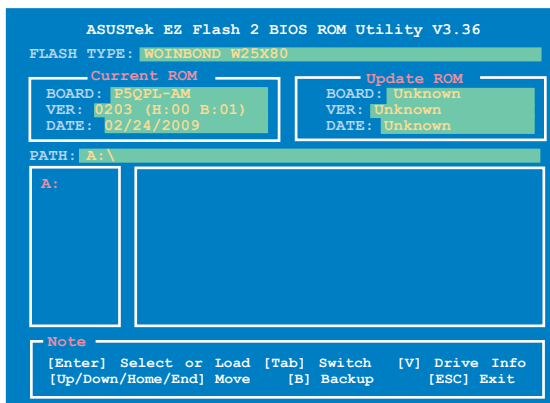 ASUSTek EZ Flash 2 BIOS ROM Utility V3.36
FLASH TYPE: WOINBOND W25X80
Current ROM
BOARD: P5QPL-AM
VER: 0203 (H:00 B:01)
DATE: 02/24/2009
Update ROM
BOARD: Unknown
VER: Unknown
DATE: Unknown
PATH: A:\
A:
Note
[Enter] Select or Load [Tab] Switch [V] Drive Info
[Up/Down/Home/End] Move [B] Backup [ESC] Exit